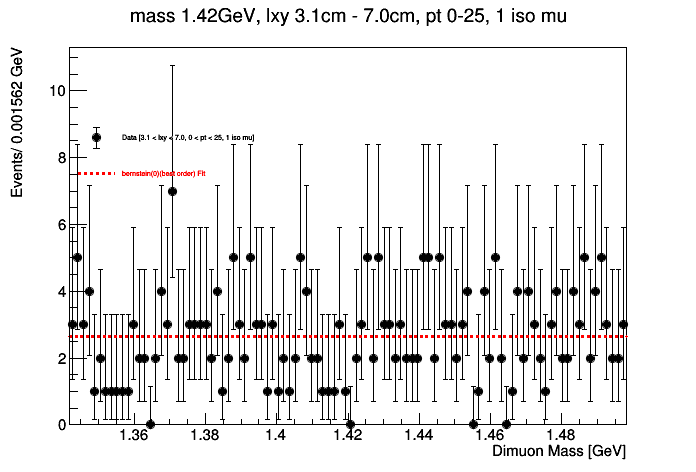 mass 1.42GeV, lxy 3.1cm - 7.0cm, pt 0-25, 1 iso mu
Events/ 0.001562 GeV
10
8
6
4
2
0
Data [3.1 < lxy < 7.0, 0 < pt < 25, 1 iso mu]
bernstein(0)(best order) Fit
1.36 1.38 1.4 1.42 1.44 1.46 1.48
Dimuon Mass [GeV]